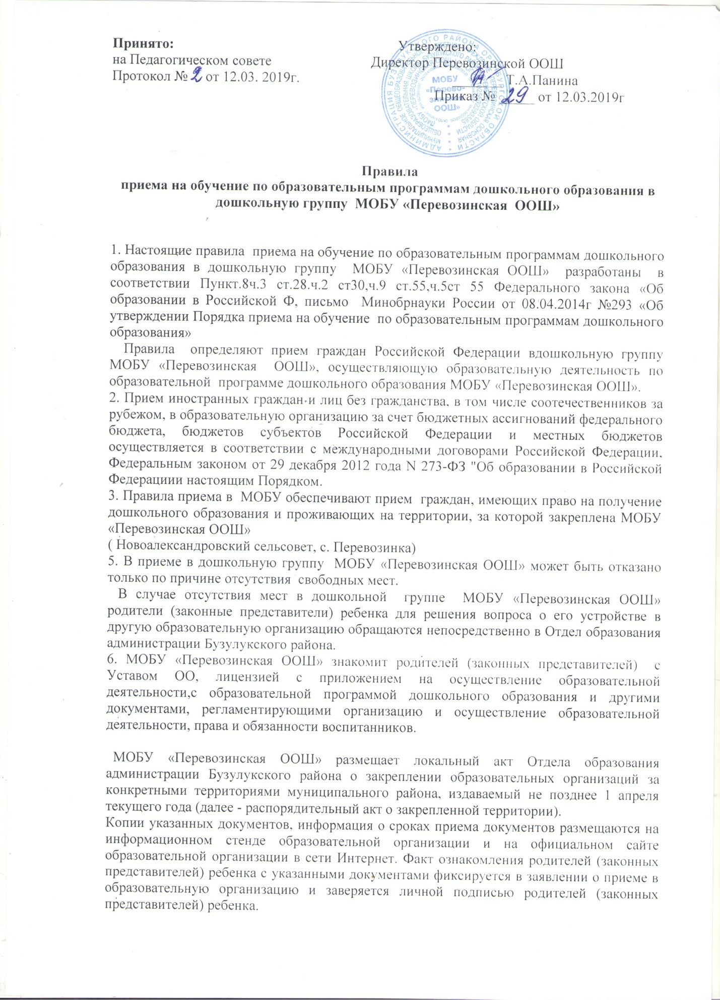 Принято:
на Педагогическом совете
Протокол № 2 от 12.03. 2019г.
Утверждено:
Директор Перевозинской ООШ
Т.А.Панина
Приказ № 29 от 12.03.2019г
МОБУ
«Перево-
зинская
ООШ»
Правила
приема на обучение по образовательным программам дошкольного образования в
дошкольную группу МОБУ «Перевозинская ООШ»
1. Настоящие правила приема на обучение по образовательным программам дошкольного
образования в дошкольную группу МОБУ «Перевозинская ООШ» разработаны в
соответствии Пункт.8ч.3 ст.28.ч.2 ст30,ч.9 ст.55,ч.5ст 55 Федерального закона «Об
образовании в Российской Ф, письмо Минобрнауки России от 08.04.2014г №293 «Об
утверждении Порядка приема на обучение по образовательным программам дошкольного
образования»
Правила определяют прием граждан Российской Федерации вдошкольную группу
МОБУ «Перевозинская ООШ», осуществляющую образовательную деятельность по
образовательной программе дошкольного образования МОБУ «Перевозинская ООШ».
2. Прием иностранных граждан и лиц без гражданства, в том числе соотечественников за
рубежом, в образовательную организацию за счет бюджетных ассигнований федерального
бюджета, бюджетов субъектов Российской Федерации и местных бюджетов
осуществляется в соответствии с международными договорами Российской Федерации.
Федеральным законом от 29 декабря 2012 года N 273-ФЗ "Об образовании в Российской
Федерациии настоящим Порядком.
3. Правила приема в МОБУ обеспечивают прием граждан, имеющих право на получение
дошкольного образования и проживающих на территории, за которой закреплена МОБУ
«Перевозинская ООШ»
( Новоалександровский сельсовет, с. Перевозинка)
5. В приеме в дошкольную группу МОБУ «Перевозинская ООШ» может быть отказано
только по причине отсутствия свободных мест.
В случае отсутствия мест в дошкольной группе МОБУ «Перевозинская ООШ»
родители (законные представители) ребенка для решения вопроса о его устройстве в
другую образовательную организацию обращаются непосредственно в Отдел образования
администрации Бузулукского района.
6. МОБУ «Перевозинская ООШ» знакомит родителей (законных представителей) с
Уставом ОО, лицензией с приложением на осуществление образовательной
деятельности,с образовательной программой дошкольного образования и другими
документами, регламентирующими организацию и осуществление образовательной
деятельности, права и обязанности воспитанников.
МОБУ «Перевозинская ООШ» размещает локальный акт Отдела образования
администрации Бузулукского района о закреплении образовательных организаций за
конкретными территориями муниципального района, издаваемый не позднее 1 апреля
текущего года (далее - распорядительный акт о закрепленной территории).
Копии указанных документов, информация о сроках приема документов размещаются на
информационном стенде образовательной организации и на официальном сайте
образовательной организации в сети Интернет. Факт ознакомления родителей (законных
представителей) ребенка с указанными документами фиксируется в заявлении о приеме в
образовательную организацию и заверяется личной подписью родителей (законных
представителей) ребенка.